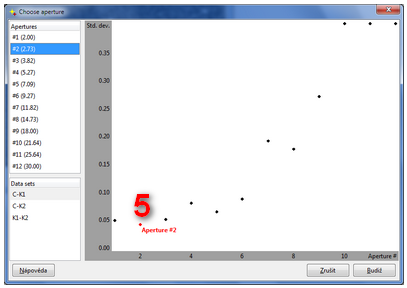 Choose aperture
Apertures
#1 (2.00)
#2 (2.73)
#3 (3.82)
#4 (5.27)
#5 (7.09)
#6 (9.27)
#7 (11.82)
#8 (14.73)
#9 (18.00)
#10 (21.64)
#11 (25.64)
#12 (30.00)
Data sets
C-K1
C-K2
K1-K2
Std. dev.
0.35
0.30
0.25
0.20
0.15
0.10
0.05
0.00
5
Aperture #2
2
4
6
8
10
Aperture #
Nápověda
Zrušit
Budiž